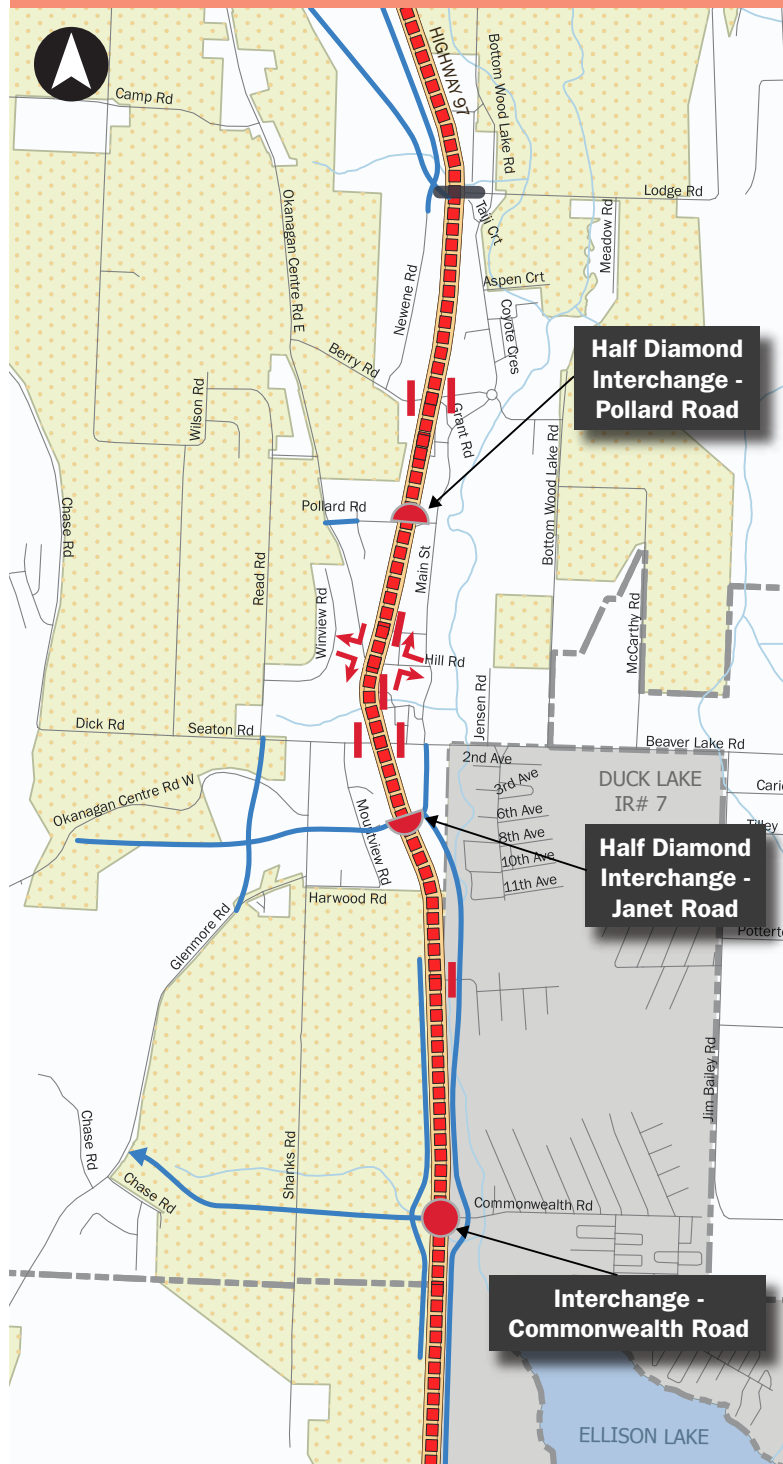 HIGHWAY 97
Bottom Wood Lake Rd
Camp Rd
Lodge Rd
Okanagan Centre Rd E
Taiji Crt
Meadow Rd
Newene Rd
Aspen Crt
Coyote Cres
Berry Rd
Half Diamond
Interchange -
Pollard Road
Wilson Rd
Grant Rd
Bottom Wood Lake Rd
Chase Rd
Pollard Rd
Read Rd
Main St
Winview Rd
McCarthy Rd
Hill Rd
Jensen Rd
Dick Rd
Seaton Rd
Beaver Lake Rd
2nd Ave
3rd Ave
DUCK LAKE
IR# 7
Okanagan Centre Rd W
6th Ave
8th Ave
10th Ave
11th Ave
Mountview Rd
Half Diamond
Interchange -
Janet Road
Harwood Rd
Glenmore Rd
Jim Bailey Rd
Chase Rd
Shanks Rd
Chase Rd
Commonwealth Rd
Interchange -
Commonwealth Road
ELLISON LAKE